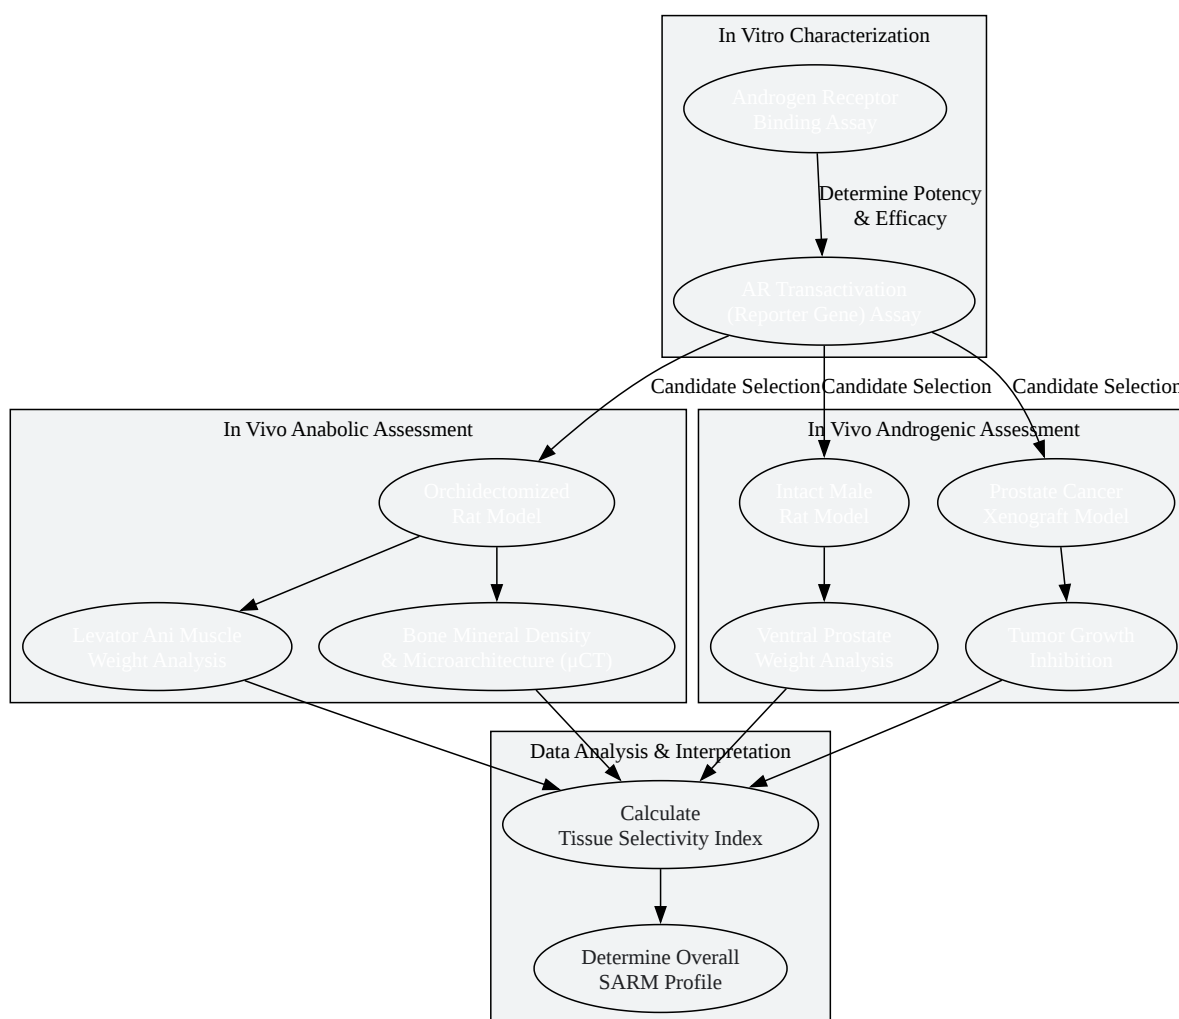 In Vitro Characterization
Androgen Receptor
Binding Assay
Determine Potency
& Efficacy
AR Transactivation
(Reporter Gene) Assay
Candidate Selection
Candidate Selection
Candidate Selection
In Vivo Anabolic Assessment
In Vivo Androgenic Assessment
Orchidecromized
Rat Model
Intact Male
Rat Model
Prostate Cancer
Xenograft Model
Levator Ani Muscle
Weight Analysis
Bone Mineral Density
& Microarchitecture (μCT)
Ventral Prostate
Weight Analysis
Tumor Growth
Inhibition
Data Analysis & Interpretation
Calculate
Tissue Selectivity Index
Determine Overall
SARM Profile